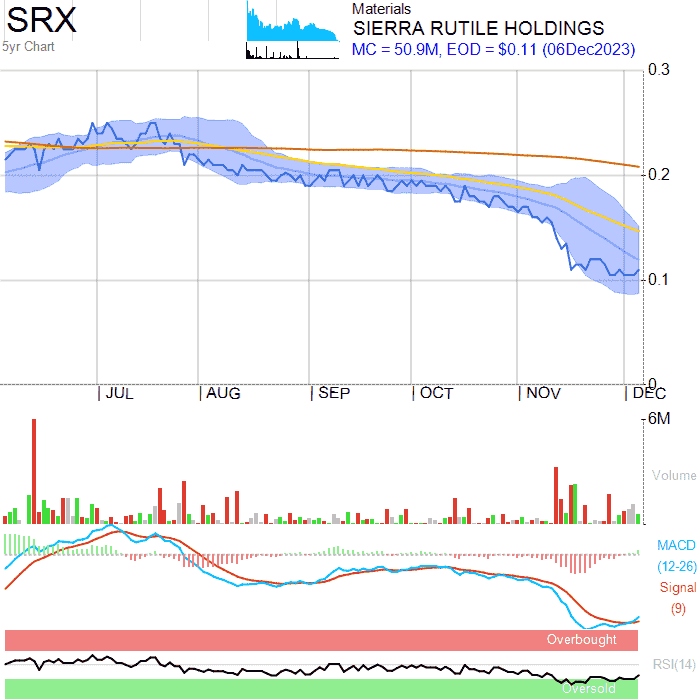 SRX
5yr Chart
Materials
SIERRA RUTILE HOLDINGS
MC = 50.9M, EOD = $0.11 (06Dec2023)
0.3
0.2
0.1
0
JUL
AUG
SEP
OCT
NOV
DEC
6M
Volume
MACD
(12-26)
Signal
(9)
Overbought
RSI(14)
Oversold